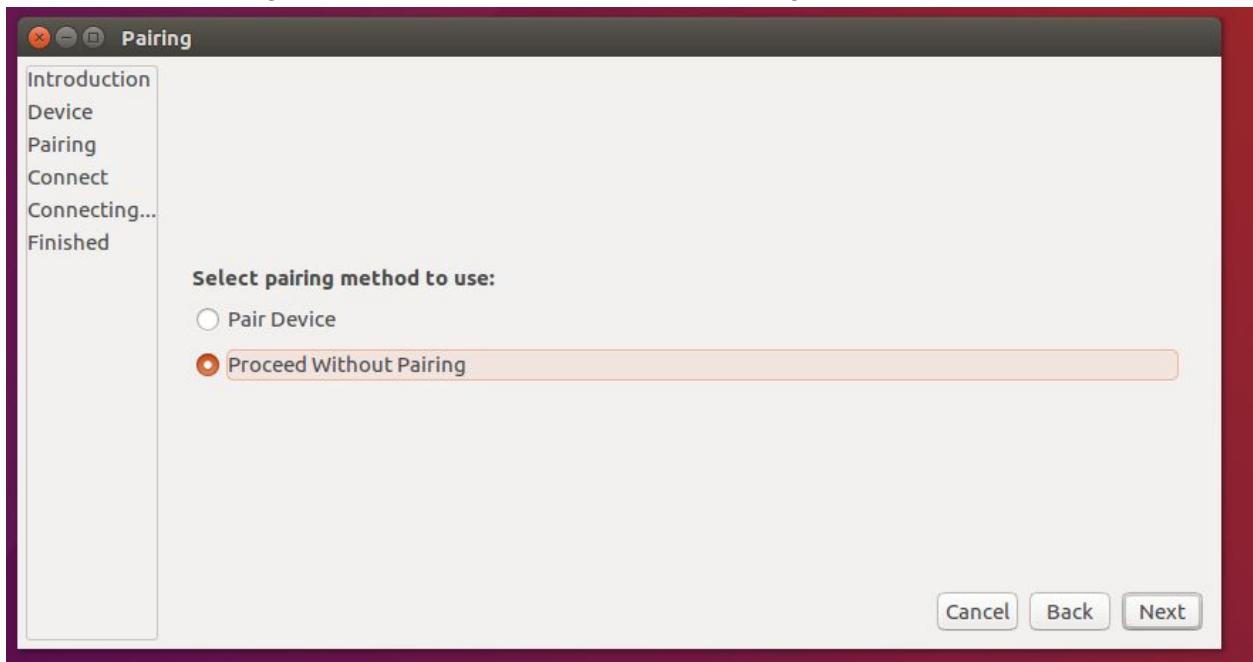 Pairing
Introduction
Device
Pairing
Connect
Connecting...
Finished
Select pairing method to use:
Pair Device
Proceed Without Pairing
Cancel Back Next